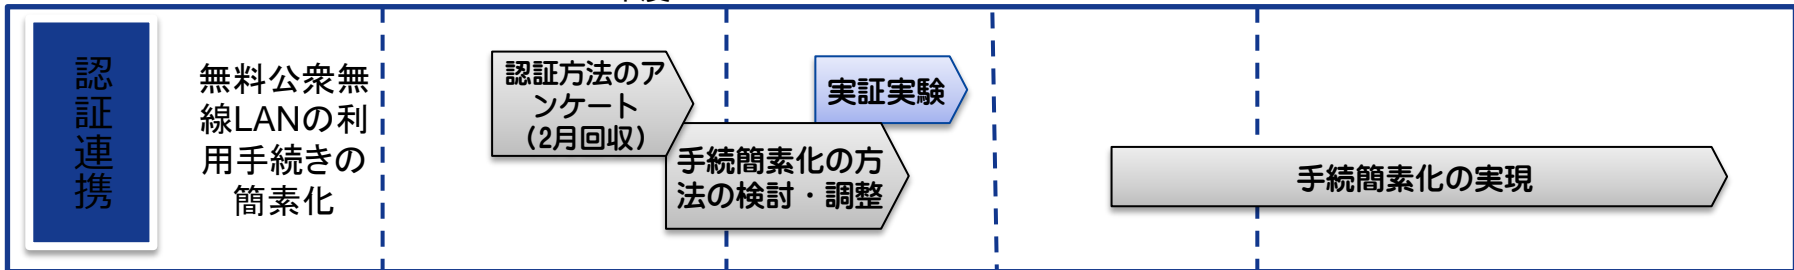 認証連携
無料公衆無
線LANの利
用手続きの
簡素化
認証方法のア
ンケート
（2月回収）
手続簡素化の方
法の検討・調整
実証実験
手続簡素化の実現